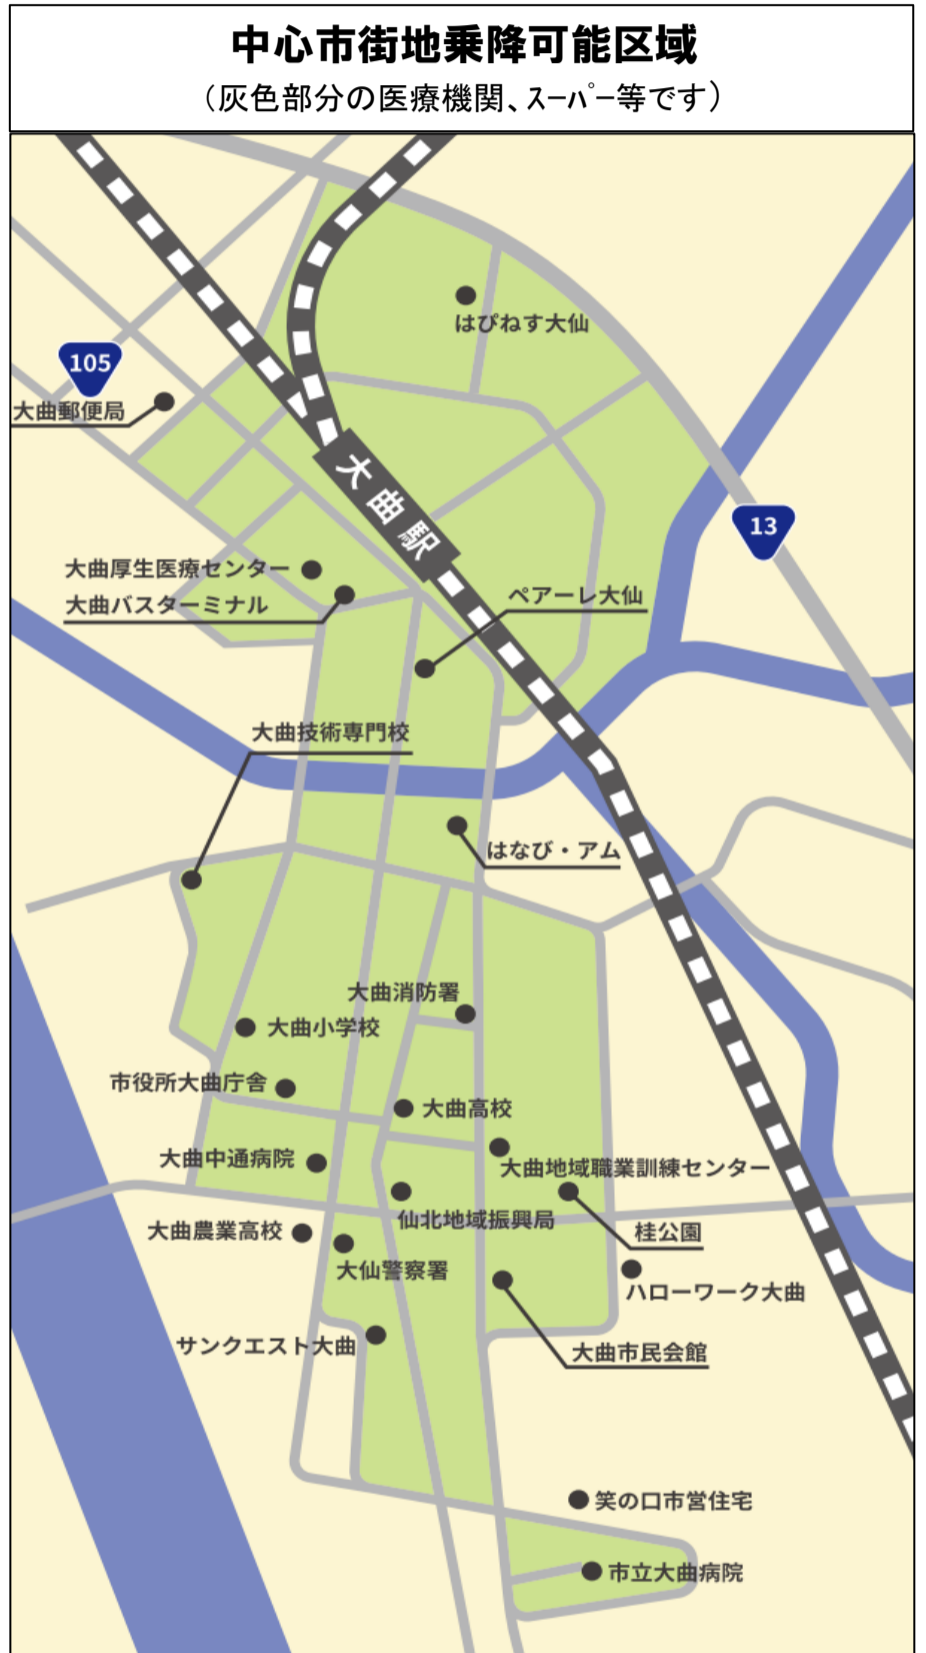 中心市街地乗降可能区域
（灰色部分の医療機関、ｽｰﾊﾟｰ等です）
はぴねす大仙
105
大曲郵便局
大曲駅
13
大曲厚生医療センター
大曲バスターミナル
ペアーレ大仙
大曲技術専門校
はなび・アム
大曲消防署
大曲小学校
市役所大曲庁舎
大曲高校
大曲中通病院
大曲地域職業訓練センター
仙北地域振興局
大曲農業高校
桂公園
大仙警察署
ハローワーク大曲
サンクエスト大曲
大曲市民会館
笑の口市営住宅
市立大曲病院